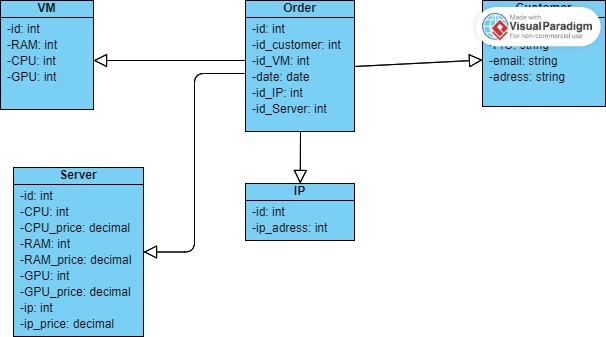 VM
-id: int
-RAM: int
-CPU: int
-GPU: int
Order
-id: int
-id_customer: int
-id_VM: int
-date: date
-id_IP: int
-id_Server: int
Customer
Made with
Visual Paradigm
For non-commercial use
string
-email: string
-adress: string
Server
-id: int
-CPU: int
-CPU_price: decimal
-RAM: int
-RAM_price: decimal
-GPU: int
-GPU_price: decimal
-ip: int
-ip_price: decimal
IP
-id: int
-ip_adress: int